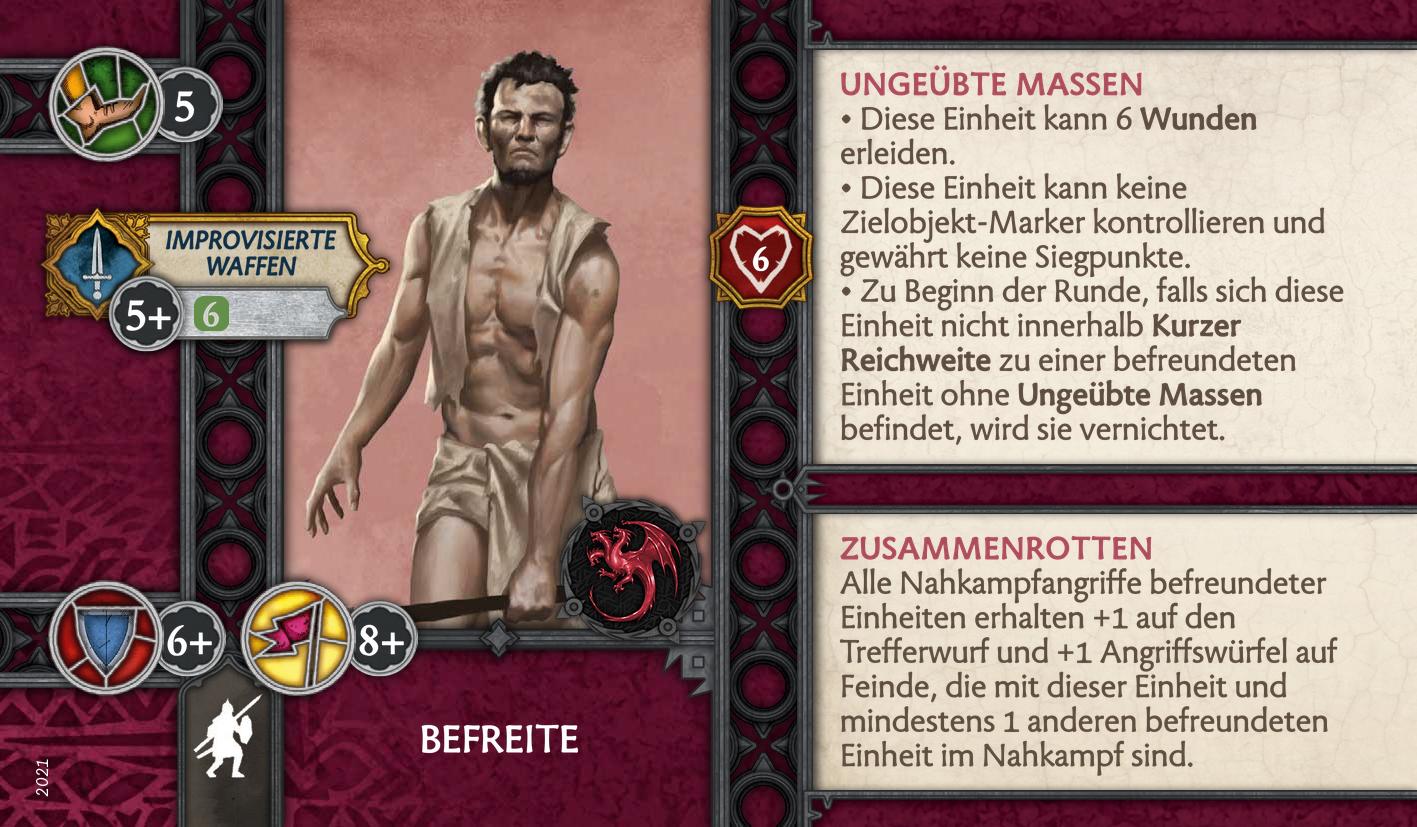 5
IMPROVISIERTE
WAFFEN
5+ 6
6+
8+
BEFREITE
2021
6
UNGEÜBTE MASSEN
• Diese Einheit kann 6 Wunden
erleiden.
• Diese Einheit kann keine
Zielobjekt-Marker kontrollieren und
gewährt keine Siegpunkte.
• Zu Beginn der Runde, falls sich diese
Einheit nicht innerhalb Kurzer
Reichweite zu einer befreundeten
Einheit ohne Ungeübte Massen
befindet, wird sie vernichtet.
ZUSAMMENROTTEN
Alle Nahkampfangriffe befreundeter
Einheiten erhalten +1 auf den
Trefferwurf und +1 Angriffswürfel auf
Feinde, die mit dieser Einheit und
mindestens 1 anderen befreundeten
Einheit im Nahkampf sind.